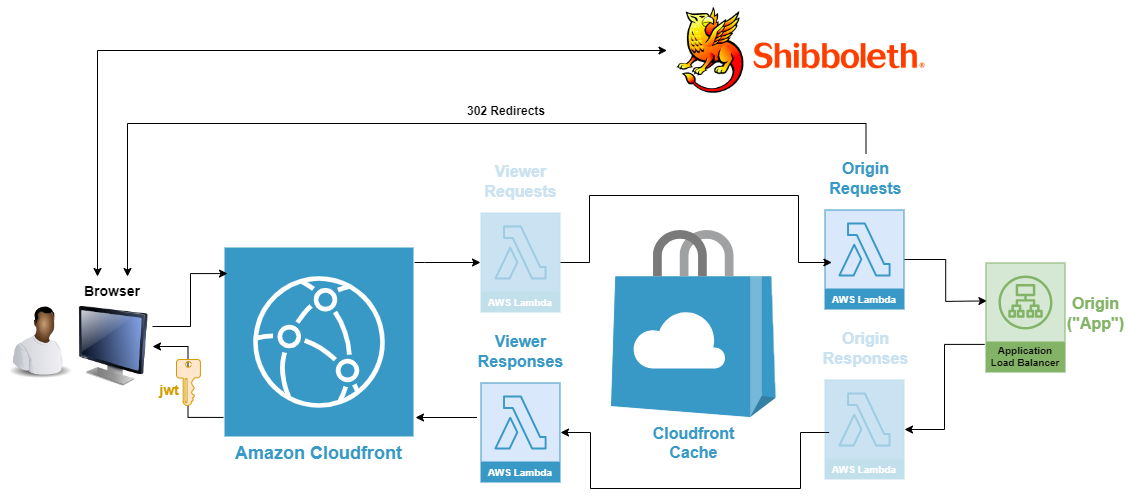 Shibboleth®
302 Redirects
Viewer
Requests
Origin
Requests
AWS Lambda
AWS Lambda
Browser
Origin
("App")
Application
Load Balancer
Viewer
Responses
Origin
Responses
jwt
Amazon Cloudfront
Cloudfront
Cache
AWS Lambda
AWS Lambda